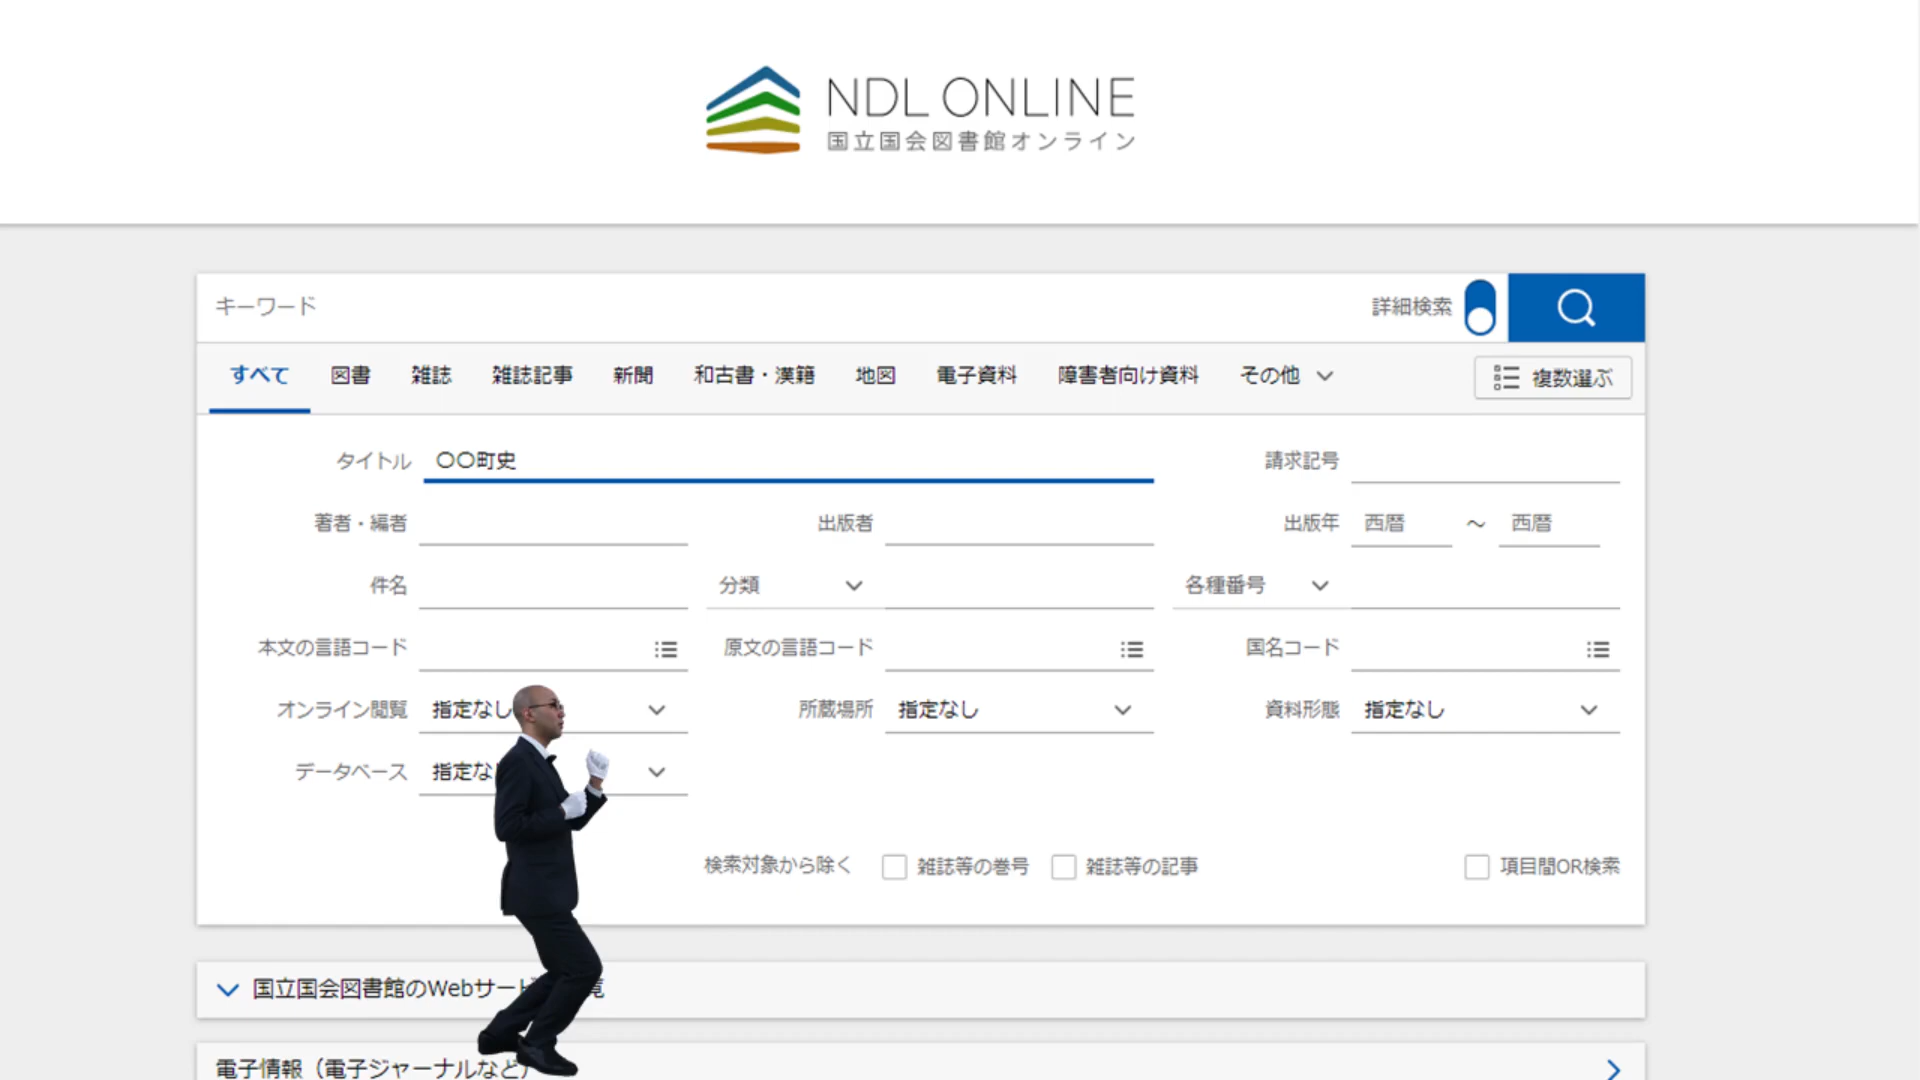 NDL ONLINE
国立国会図書館オンライン
キーワード 詳細検索
すべて 図書 雑誌 雑誌記事 新聞 和古書・漢籍 地図 電子資料 障害者向け資料 その他 複数選ぶ
タイトル 〇〇町史 請求記号
著者・編者 出版者 出版年 西暦 ～ 西暦
件名 分類 各種番号
本文の言語コード 原文の言語コード 国名コード
オンライン閲覧 指定なし 所蔵場所 指定なし 資料形態 指定なし
データベース 指定な
検索対象から除く 雑誌等の巻号 雑誌等の記事 項目間OR検索
国立国会図書館のWebサー 覧
電子情報（電子ジャーナルなど）